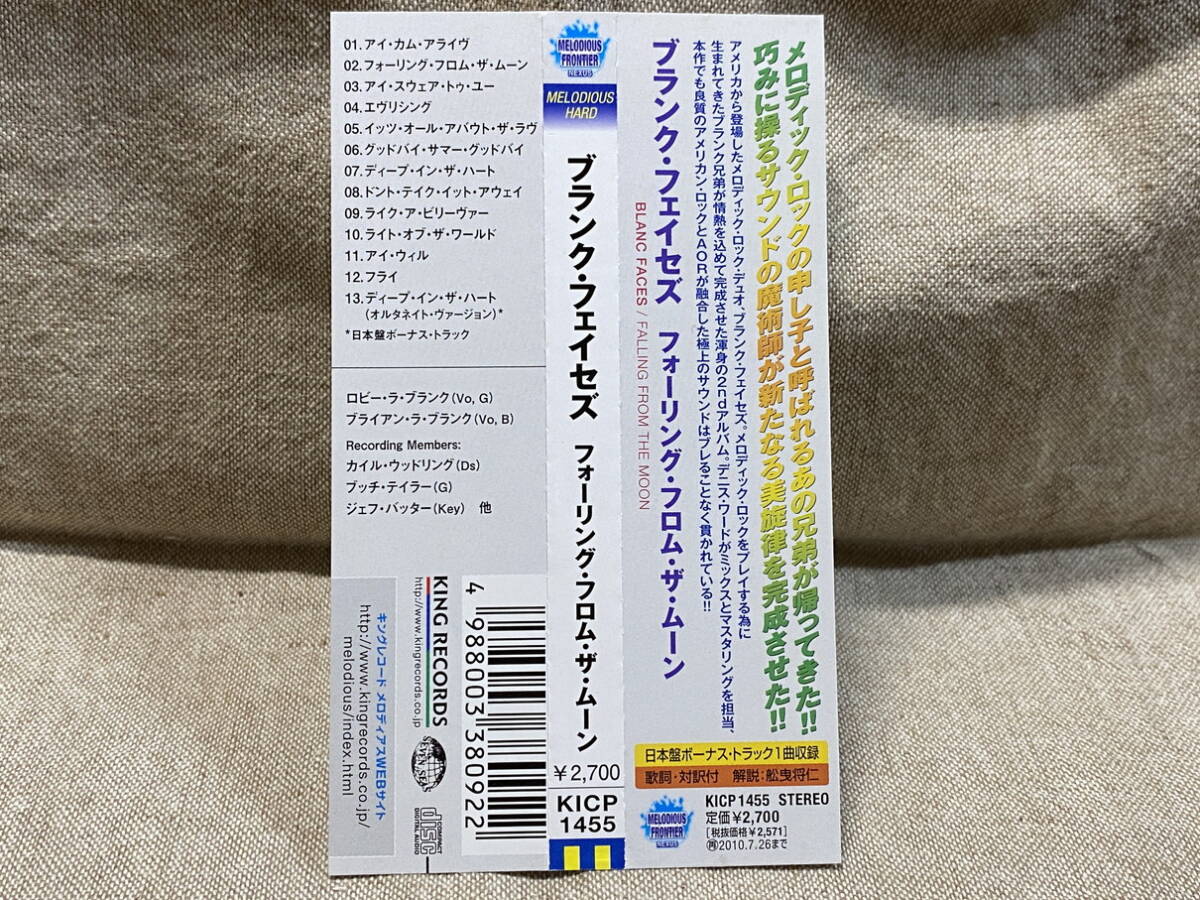 01.アイ・カム・アライヴ
02.フォーリング・フロム・ザ・ムーン
03.アイ・スウェア・トゥ・ユー
04.エヴリシング
05.イッツ・オール・アバウト・ザ・ラヴ
06.グッドバイ・サマー・グッドバイ
07.ディープ・イン・ザ・ハート
08.ドント・テイク・イット・アウェイ
09.ライク・ア・ビリーヴァー
10.ライト・オブ・ザ・ワールド
11.アイ・ウィル
12.フライ
13.ディープ・イン・ザ・ハート
(オルタネイト・ヴァージョン)*
*日本盤ボーナス・トラック
ロビー・ラ・ブランク(Vo, G)
ブライアン・ラ・ブランク(Vo, B)
Recording Members:
カイル・ウッドリング(Ds)
ブッチ・テイラー(G)
ジェフ・バッター(Key) 他
キングレコード メロディアスWEBサイト
http://www.kingrecords.co.jp/
melodious/index.html
KING RECORDS
http://www.kingrecords.co.jp
SEVEN SEAS
COMPACT
disc
DIGITAL AUDIO
4 988003 380922
MELODIOUS
FRONTIER
NEXUS
MELODIOUS
HARD
ブランク・フェイセズ フォーリング・フロム・ザ・ムーン
¥2,700
KICP
1455
メロディック・ロックの申し子と呼ばれるあの兄弟が帰ってきた!!
巧みに操るサウンドの魔術師が新たなる美旋律を完成させた!!
アメリカから登場したメロディック・ロック・デュオ、ブランク・フェイセズ。メロディック・ロックをプレイする為に
生まれてきたブランク兄弟が情熱を込めて完成させた渾身の2ndアルバム。デニス・ワードがミックスとマスタリングを担当、
本作でも良質のアメリカン・ロックとAORが融合した極上のサウンドはブレることなく貫かれている!!
ブランク・フェイセズ フォーリング・フロム・ザ・ムーン
BLANC FACES / FALLING FROM THE MOON
日本盤ボーナス・トラック1曲収録
歌詞・対訳付 解説:舩曳将仁
MELODIOUS
FRONTIER
NEXUS
KICP 1455 STEREO
定価¥2,700
[税抜価格¥2,571]
㋿2010.7.26まで